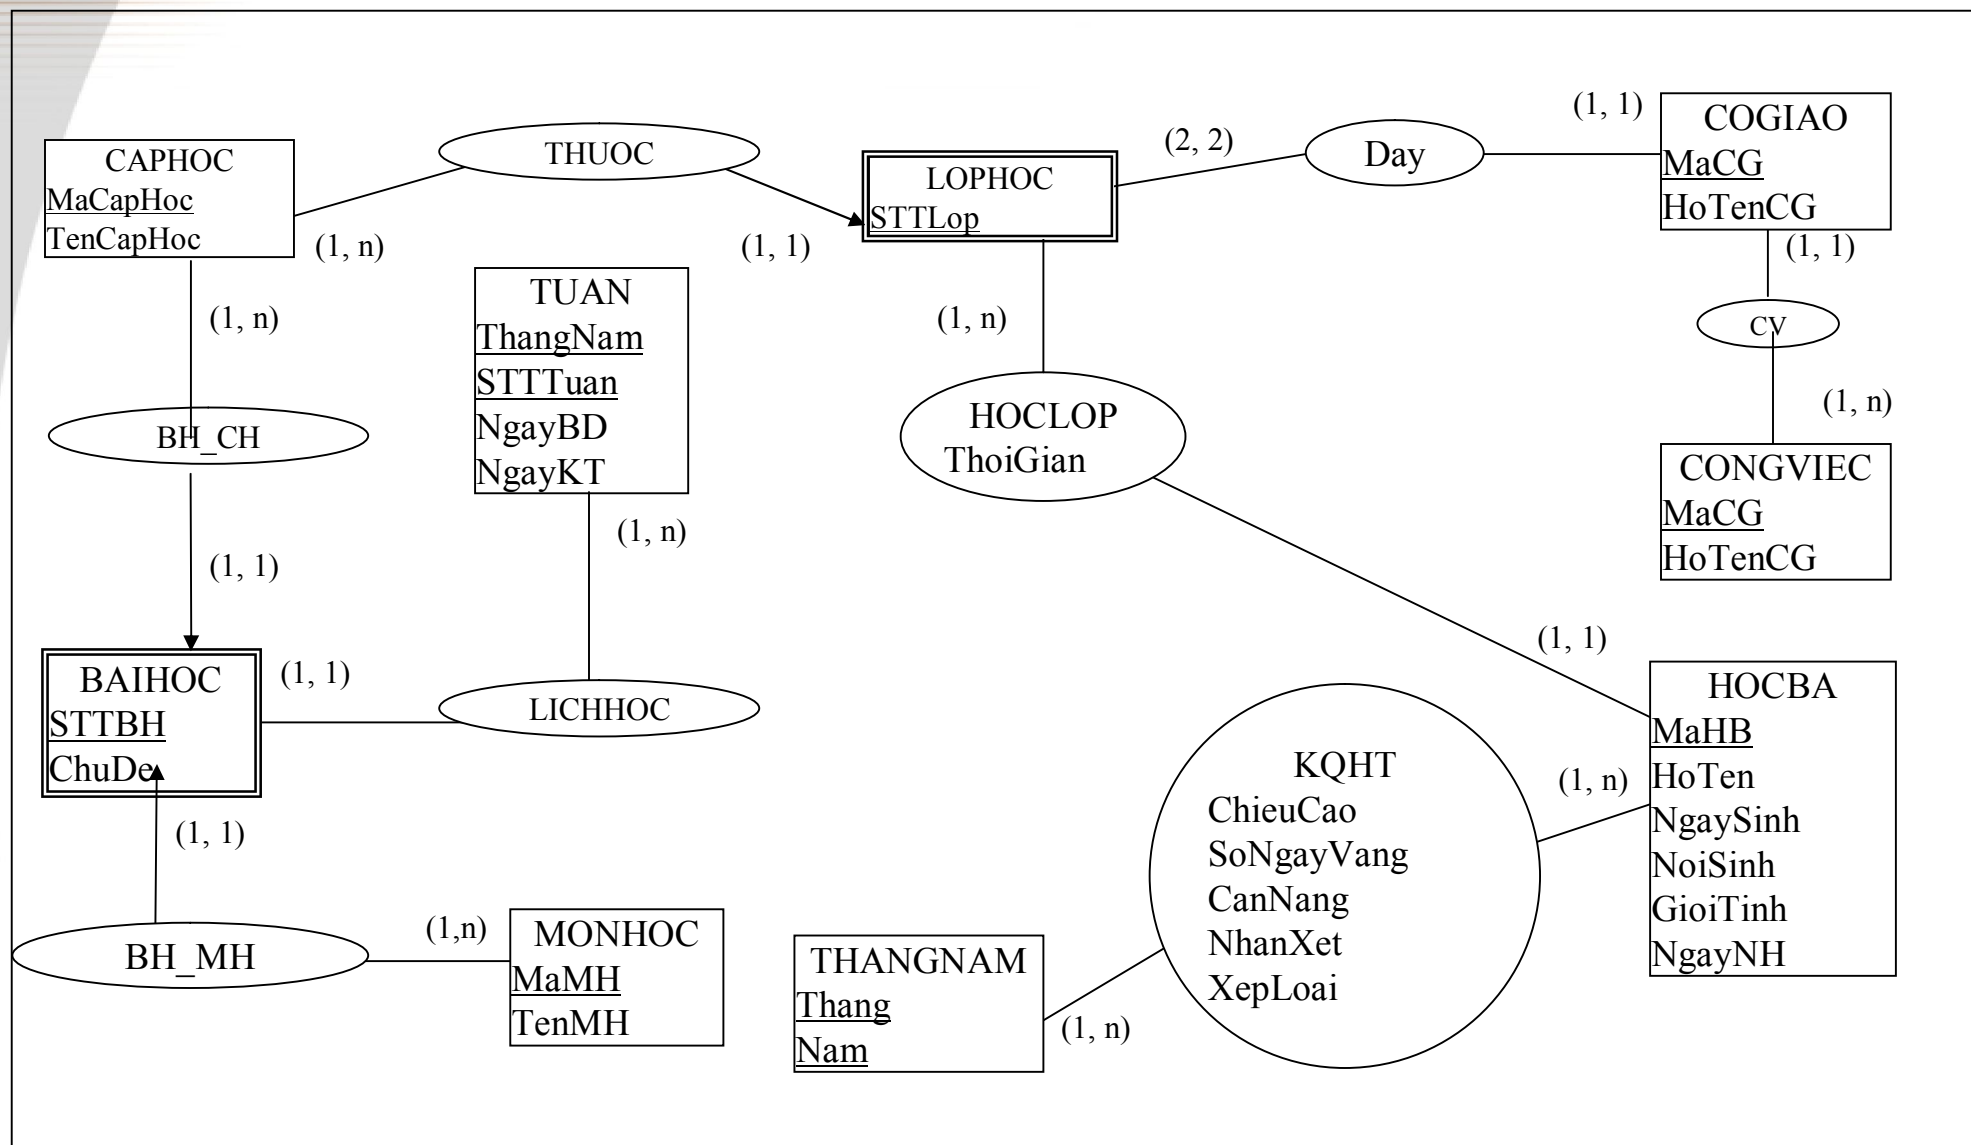 CAPHOC
MaCapHoc
TenCapHoc
(1, n)
THUOC
(1, 1)
LOPHOC
STTLop
(2, 2)
Day
(1, 1)
COGIAO
MaCG
HoTenCG
(1, 1)
CV
(1, n)
CONGVIEC
MaCG
HoTenCG
(1, n)
BH_CH
(1, 1)
TUAN
ThangNam
STTTuan
NgayBD
NgayKT
(1, n)
(1, n)
HOCLOP
ThoiGian
(1, 1)
BAIHOC
STTBH
ChuDe
(1, 1)
LICHHOC
(1, 1)
BH_MH
(1,n)
MONHOC
MaMH
TenMH
THANGNAM
Thang
Nam
(1, n)
KQHT
ChieuCao
SoNgayVang
CanNang
NhanXet
XepLoai
(1, n)
HOCBA
MaHB
HoTen
NgaySinh
NoiSinh
GioiTinh
NgayNH